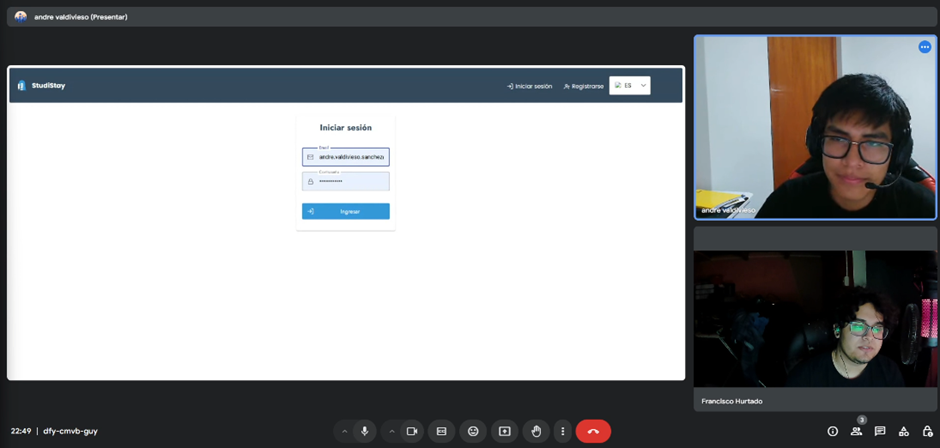 andre valdivieso (Presentar)
StudiStay
Iniciar sesión
Registrarse
ES
Iniciar sesión
Email
andre.valdivieso.sanchez
Contraseña
Ingresar
andre valdivieso
Francisco Hurtado
22:49 | dfy-cmvb-guy
3